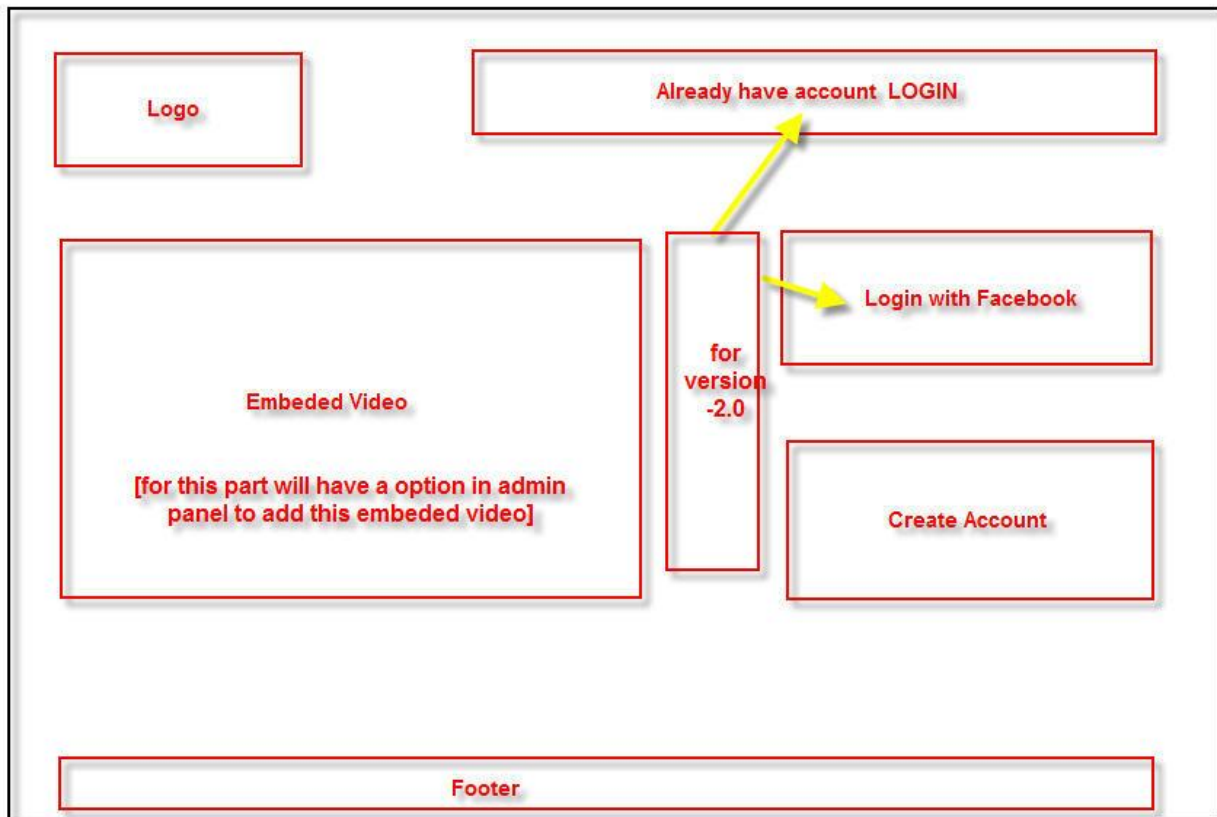 Logo
Already have account LOGIN
Embeded Video
[for this part will have a option in admin
panel to add this embeded video]
for
version
-2.0
Login with Facebook
Create Account
Footer